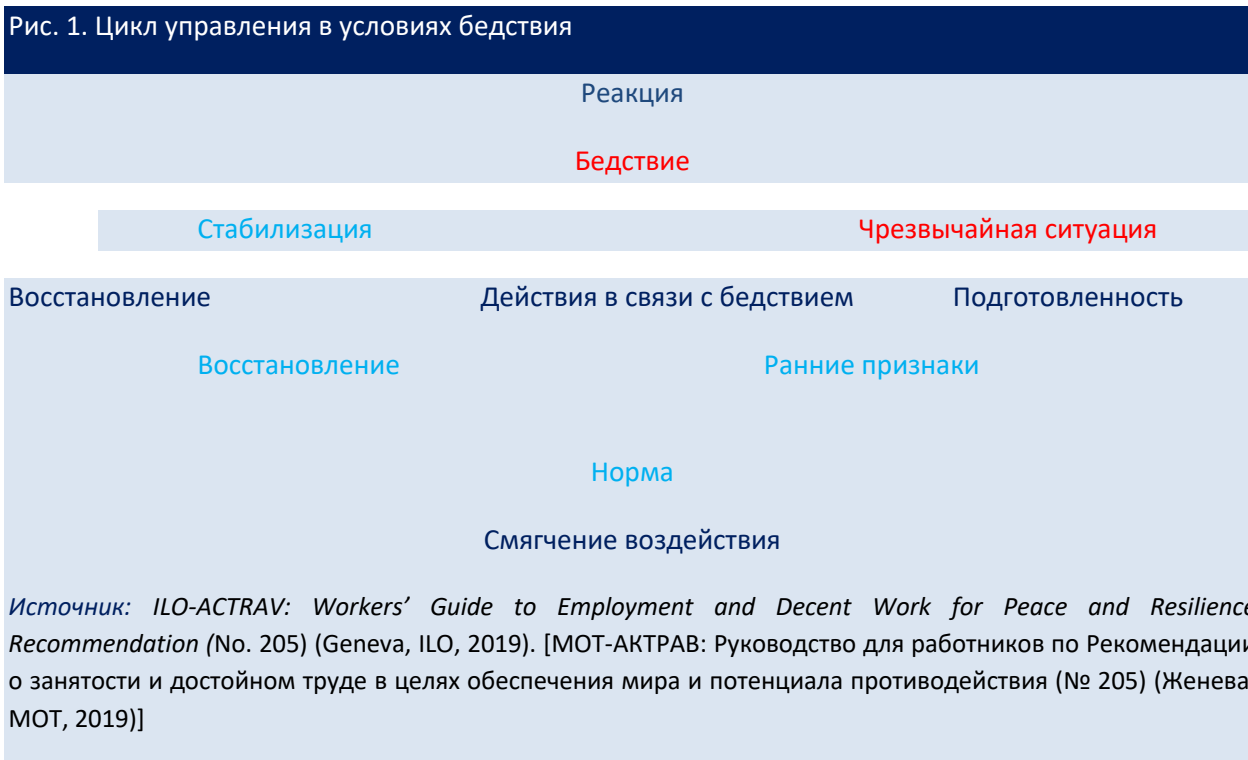 Рис. 1. Цикл управления в условиях бедствия
Реакция
Бедствие
Стабилизация Чрезвычайная ситуация
Восстановление Действия в связи с бедствием Подготовленность
Восстановление Ранние признаки
Норма
Смягчение воздействия
Источник: ILO-ACTRAV: Workers’ Guide to Employment and Decent Work for Peace and Resilience
Recommendation (No. 205) (Geneva, ILO, 2019). [МОТ-АКТРАВ: Руководство для работников по Рекомендации
о занятости и достойном труде в целях обеспечения мира и потенциала противодействия (№ 205) (Женева,
МОТ, 2019)]